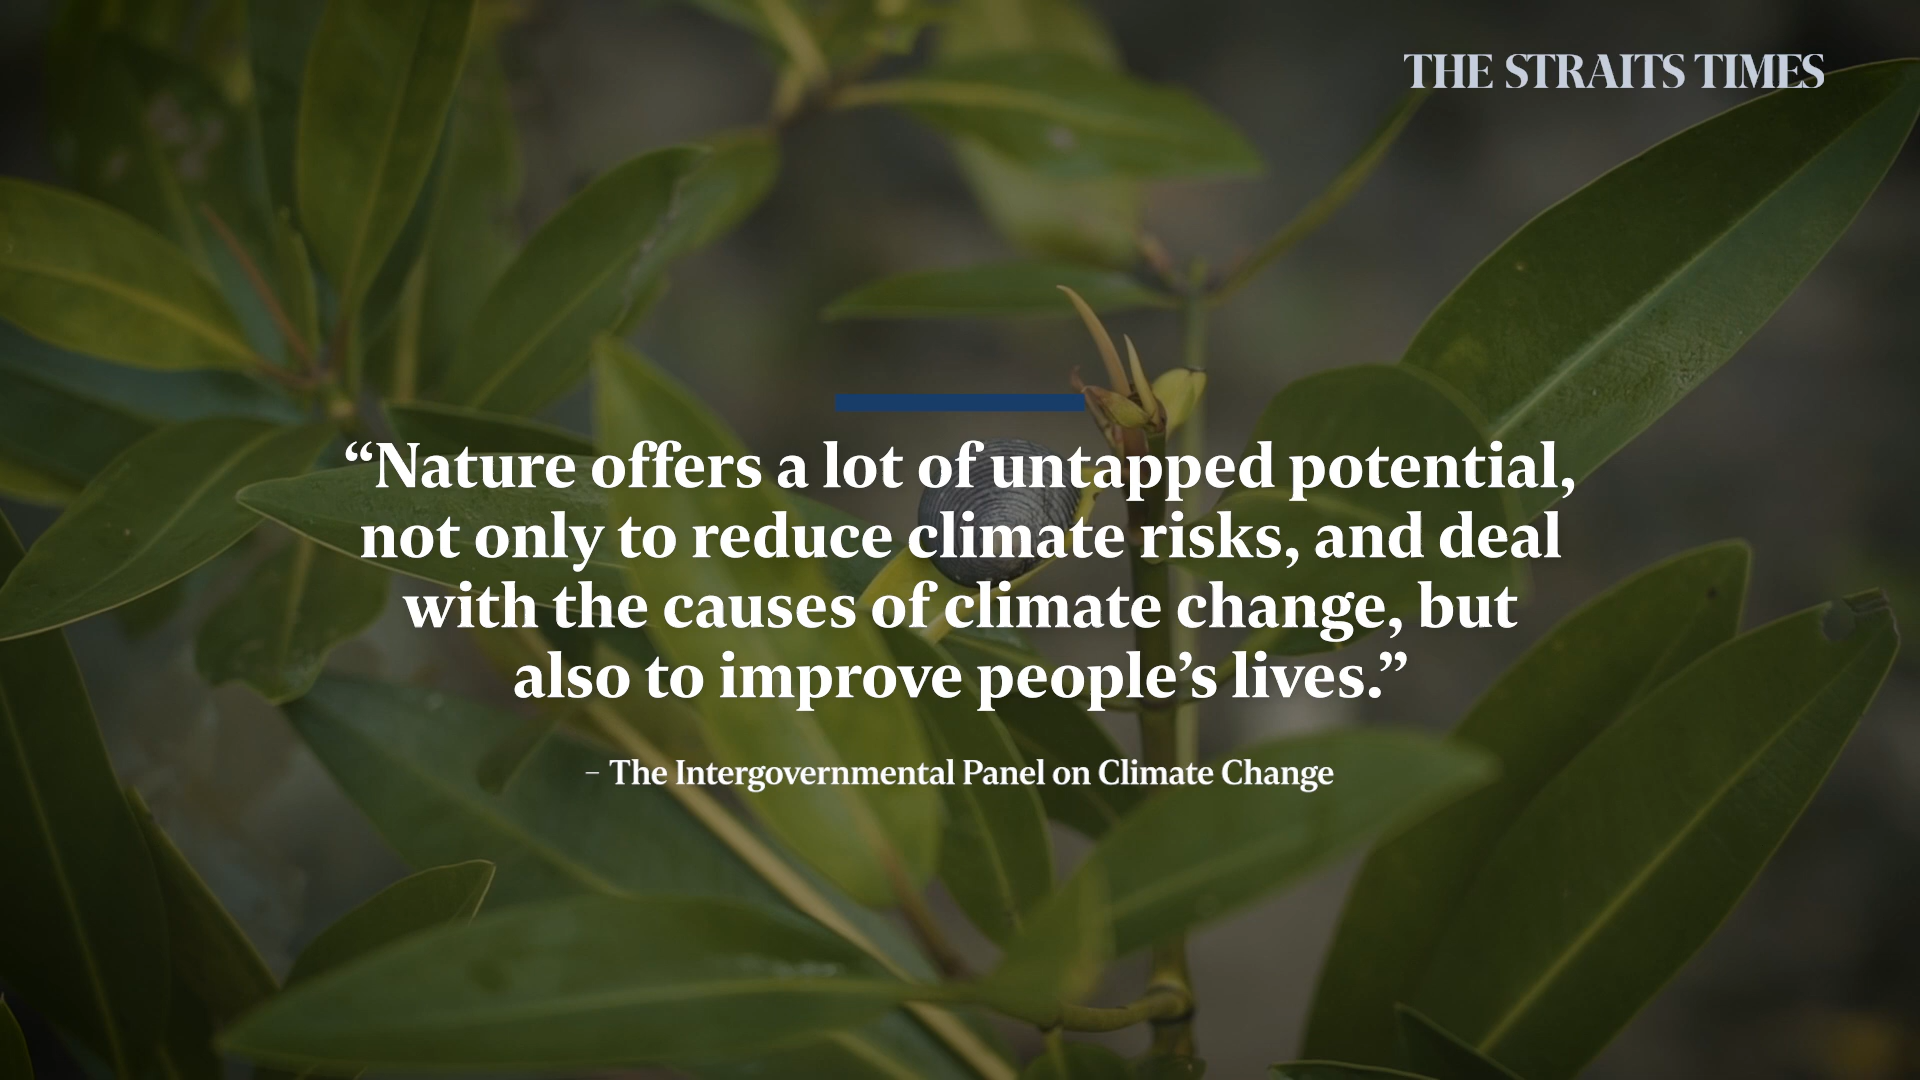 THE STRAITS TIMES
“Nature offers a lot of untapped potential,
not only to reduce climate risks, and deal
with the causes of climate change, but
also to improve people’s lives.”
– The Intergovernmental Panel on Climate Change